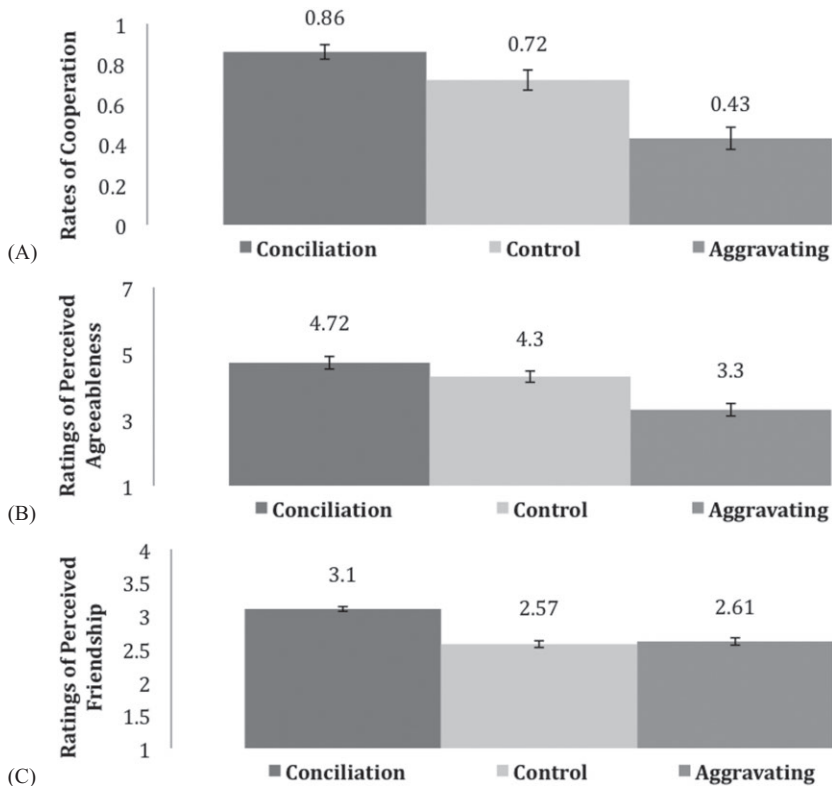 0.86
0.72
0.43
1
0.8
0.6
0.4
0.2
0
Rates of Cooperation
(A)
Conciliation Control Aggravating
7
5
3
1
Ratings of Perceived
Agreeableness
4.72
4.3
3.3
(B)
Conciliation Control Aggravating
4
3.5
3
2.5
2
1.5
1
Ratings of Perceived
Friendship
3.1
2.57
2.61
(C)
Conciliation Control Aggravating